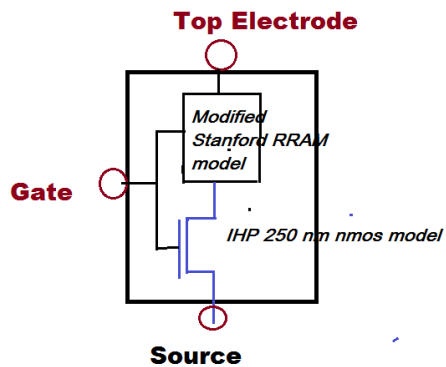 Top Electrode
Modified
Stanford RRAM
model
Gate
IHP 250 nm nmos model
Source